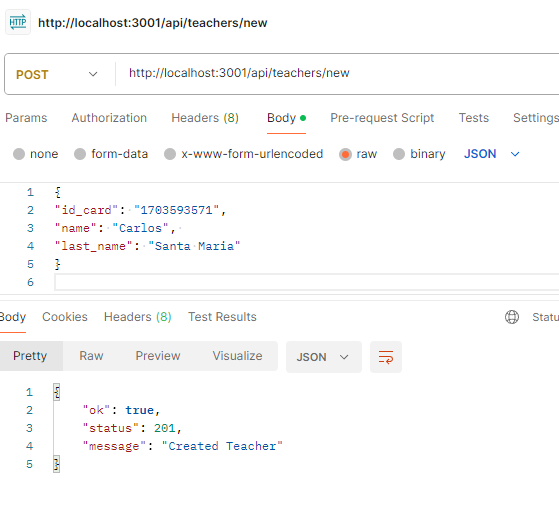 HTTP http://localhost:3001/api/teachers/new
POST http://localhost:3001/api/teachers/new
Params Authorization Headers (8) Body Pre-request Script Tests Settings
none form-data x-www-form-urlencoded raw binary JSON
1 {
2 "id_card": "1703593571",
3 "name": "Carlos",
4 "last_name": "Santa Maria"
5 }
6
Body Cookies Headers (8) Test Results Statu
Pretty Raw Preview Visualize JSON
1 {
2 "ok": true,
3 "status": 201,
4 "message": "Created Teacher"
5 }